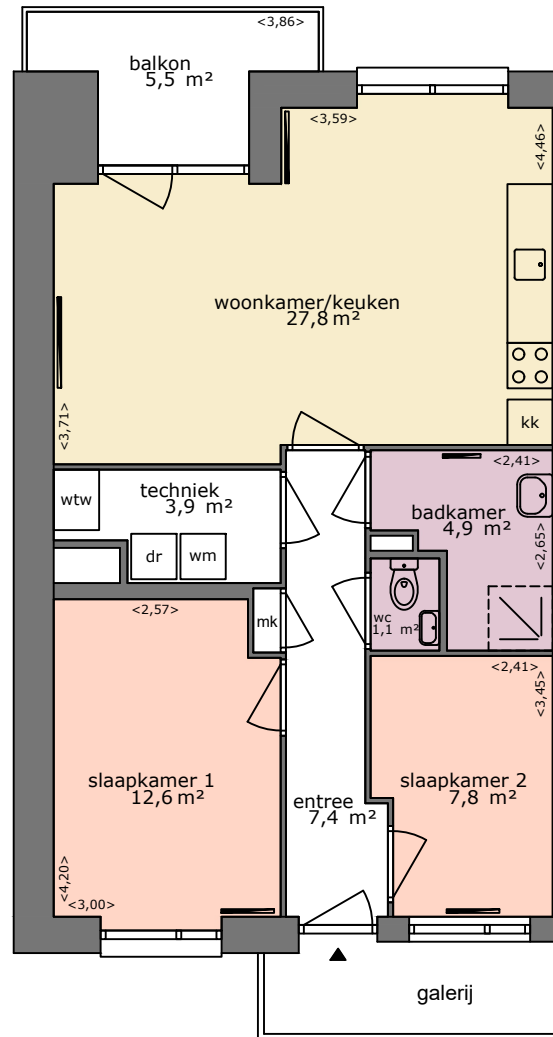 <3,86>
balkon
5,5 m²
<3,59>
<4,46>
woonkamer/keuken
27,8 m²
<3,71>
kk
<2,41>
wtw
techniek
3,9 m²
badkamer
4,9 m²
<2,65>
dr
wm
<2,57>
mk
wc
1,1 m²
<2,41>
<3,45>
slaapkamer 1
12,6 m²
slaapkamer 2
7,8 m²
entree
7,4 m²
<4,20>
<3,00>
galerij